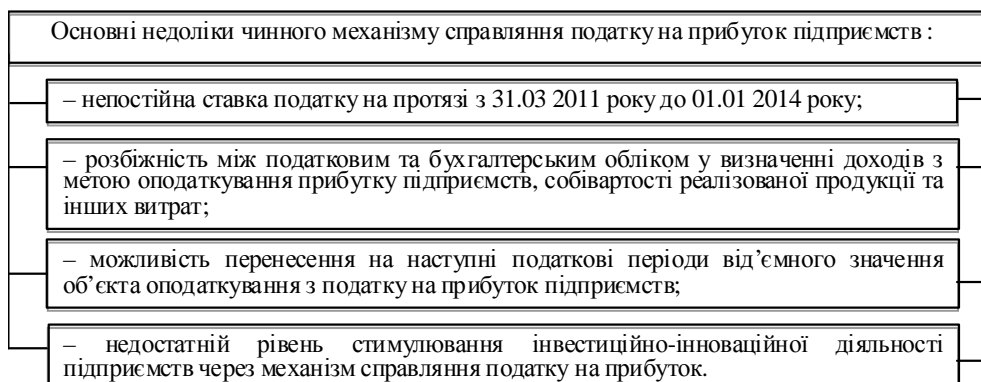 Основні недоліки чинного механізму справляння податку на прибуток підприємств :
– непостійна ставка податку на протязі з 31.03 2011 року до 01.01 2014 року;
– розбіжність між податковим та бухгалтерським обліком у визначенні доходів з
метою оподаткування прибутку підприємств, собівартості реалізованої продукції та
інших витрат;
– можливість перенесення на наступні податкові періоди від’ємного значення
об’єкта оподаткування з податку на прибуток підприємств;
– недостатній рівень стимулювання інвестиційно-інноваційної діяльності
підприємств через механізм справляння податку на прибуток.